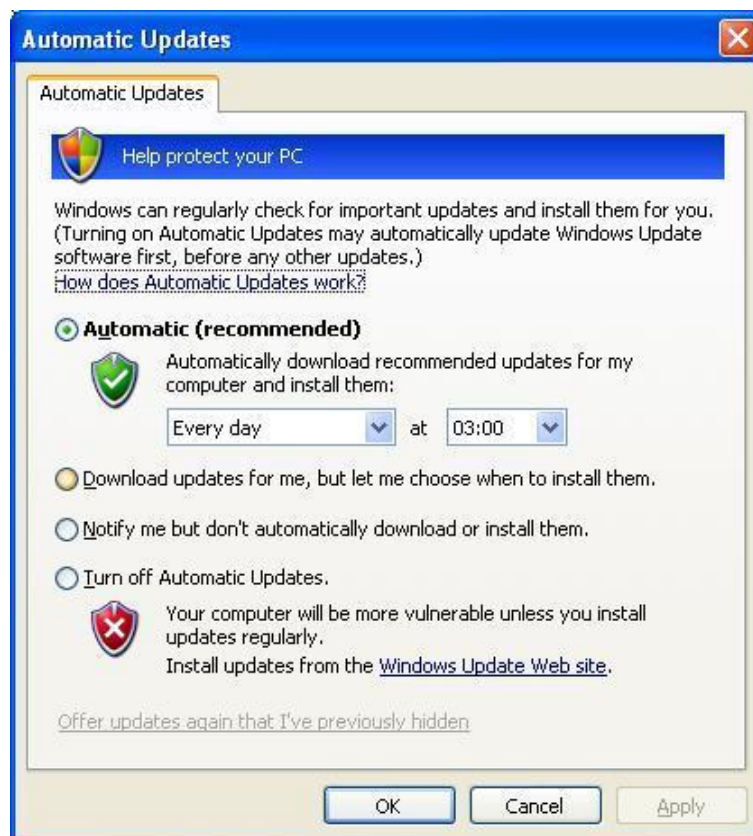 Automatic Updates
Automatic Updates
Help protect your PC
Windows can regularly check for important updates and install them for you.
(Turning on Automatic Updates may automatically update Windows Update
software first, before any other updates.)
How does Automatic Updates work?
Automatic (recommended)
Automatically download recommended updates for my
computer and install them:
Every day at 03:00
Download updates for me, but let me choose when to install them.
Notify me but don't automatically download or install them.
Turn off Automatic Updates.
Your computer will be more vulnerable unless you install
updates regularly.
Install updates from the Windows Update Web site.
Offer updates again that I've previously hidden
OK Cancel Apply